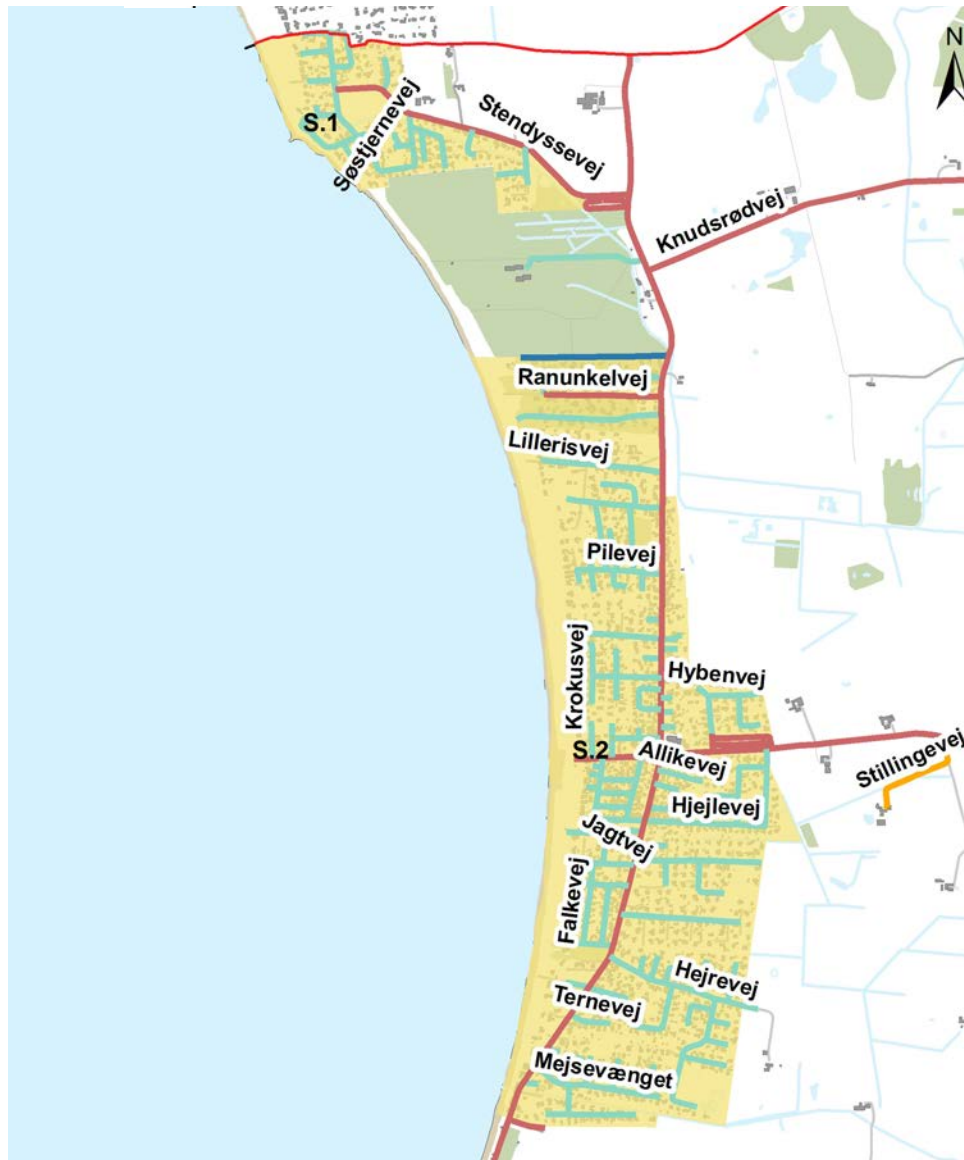 N
S.1
Søstjernevej
Stendyssevej
Knudsrødvej
Ranunkelvej
Lillerisvej
Pilevej
Krokusvej
Hybenvej
S.2
Allikevej
Stillingevej
Hjejlevej
Jagtvej
Falkevej
Hejrevej
Ternevej
Mejsevænget